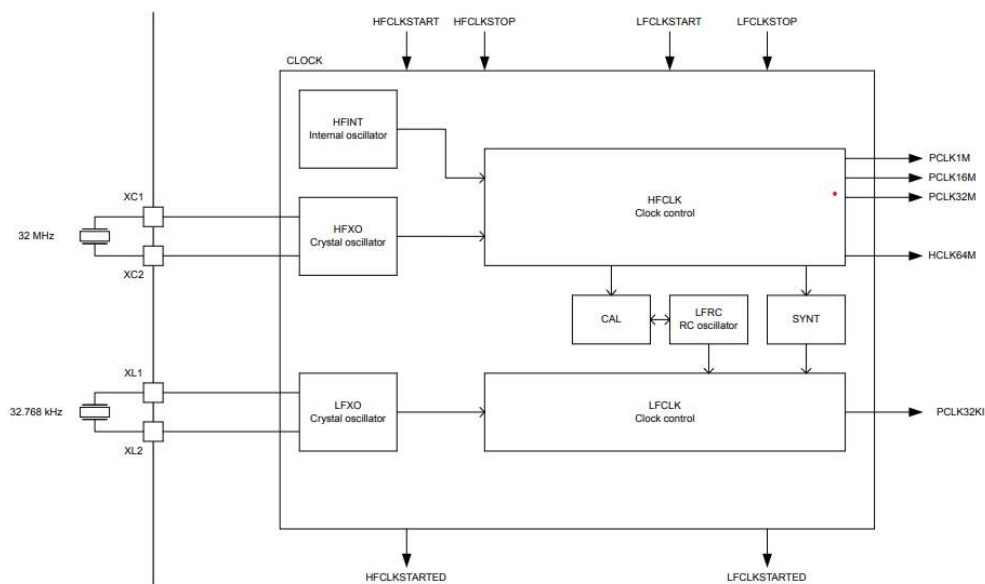 HFCLKSTART HFCLKSTOP LFCLKSTART LFCLKSTOP
CLOCK
HFINT
Internal oscillator
PCLK1M
PCLK16M
PCLK32M
HCLK64M
HFCLK
Clock control
XC1
32 MHz
XC2
HFXO
Crystal oscillator
CAL
LFRC
RC oscillator
SYNT
XL1
32.768 kHz
XL2
LFXO
Crystal oscillator
LFCLK
Clock control
PCLK32KI
HFCLKSTARTED LFCLKSTARTED